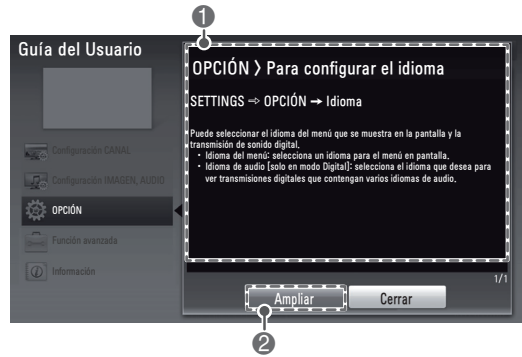 1
Guía del Usuario
Configuración CANAL
Configuración IMAGEN, AUDIO
OPCIÓN
Función avanzada
Información
OPCIÓN 〉 Para configurar el idioma
SETTINGS ⇨ OPCIÓN ➙ Idioma
Puede seleccionar el idioma del menú que se muestra en la pantalla y la
transmisión de sonido digital.
• Idioma del menú: selecciona un idioma para el menú en pantalla.
• Idioma de audio [solo en modo Digital]: selecciona el idioma que desea para
ver transmisiones digitales que contengan varios idiomas de audio.
1/1
Ampliar
Cerrar
2